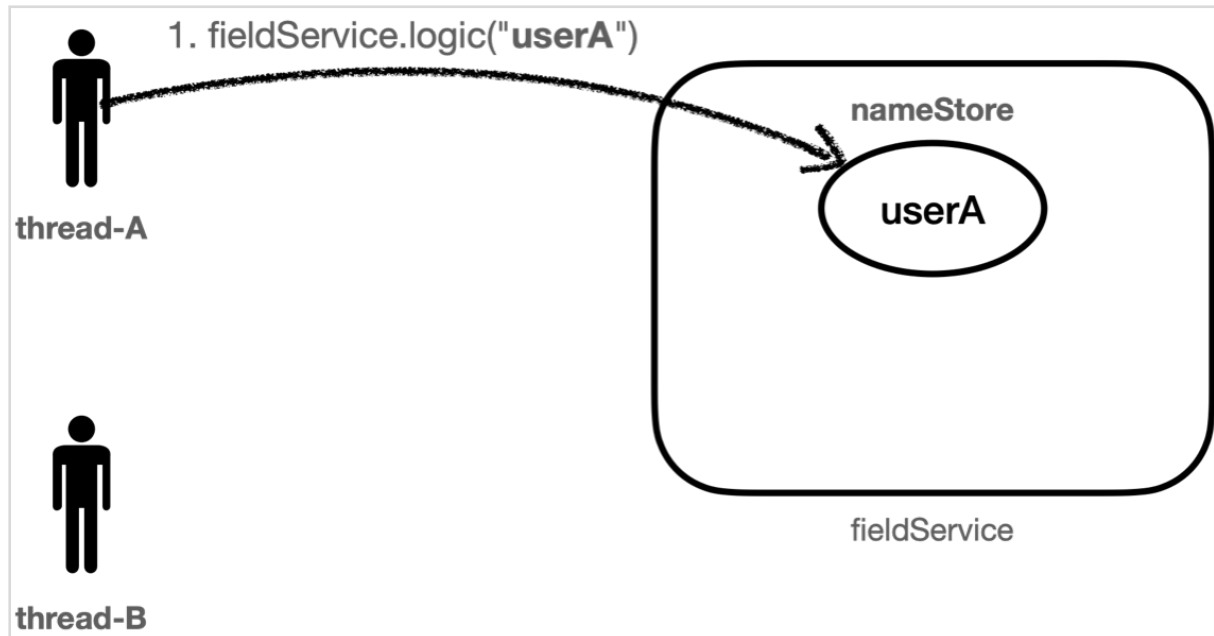 1. fieldService.logic("userA")
nameStore
userA
thread-A
fieldService
thread-B